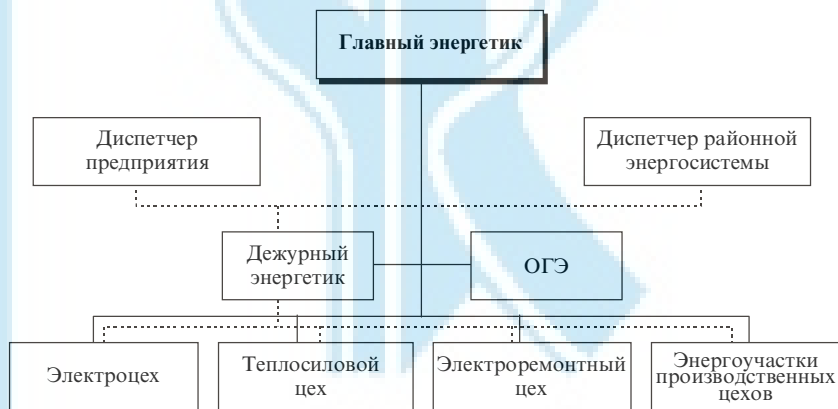 Главный энергетик
Диспетчер
предприятия
Диспетчер районной
энергосистемы
Дежурный
энергетик
ОГЭ
Электроцех
Теплосиловой
цех
Электроремонтный
цех
Энергоучастки
производственных
цехов